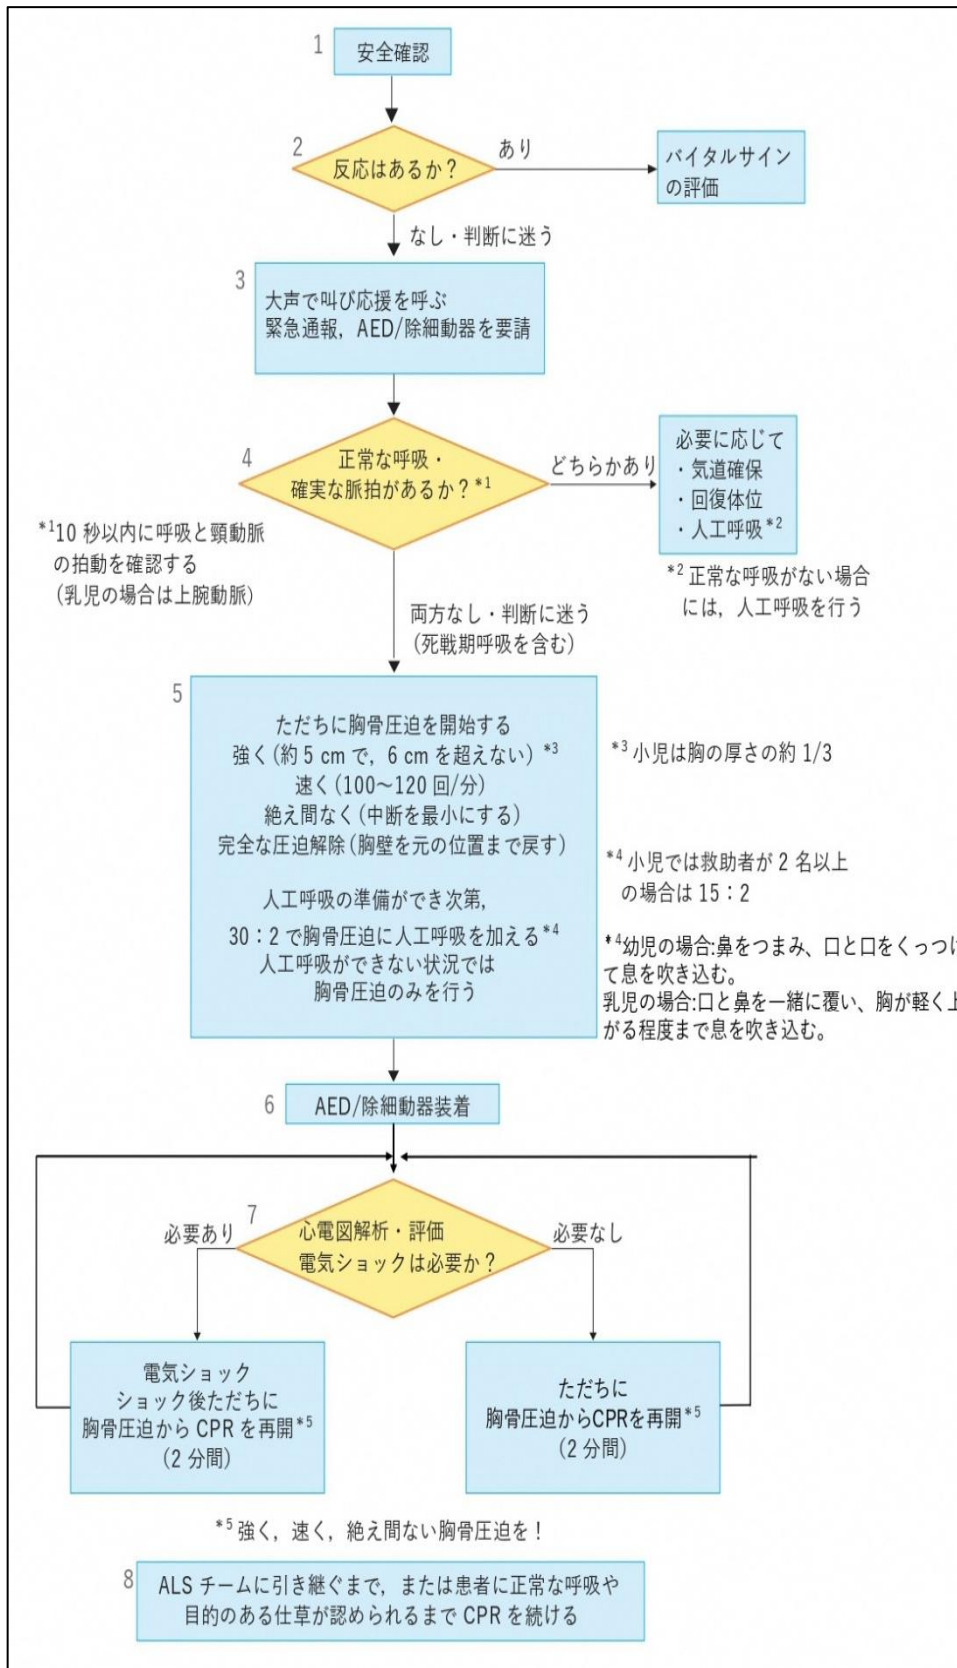 1
安全確認
2
反応はあるか？
あり
バイタルサイン
の評価
なし・判断に迷う
3
大声で叫び応援を呼ぶ
緊急通報，AED/除細動器を要請
4
正常な呼吸・
確実な脈拍があるか？*1
どちらかあり
必要に応じて
・気道確保
・回復体位
・人工呼吸*2
*1 10 秒以内に呼吸と頸動脈
の拍動を確認する
(乳児の場合は上腕動脈)
*2 正常な呼吸がない場合
には，人工呼吸を行う
両方なし・判断に迷う
(死戦期呼吸を含む)
5
ただちに胸骨圧迫を開始する
強く(約 5 cm で，6 cm を超えない) *3
速く(100～120 回/分)
絶え間なく(中断を最小にする)
完全な圧迫解除(胸壁を元の位置まで戻す)
人工呼吸の準備ができ次第，
30：2 で胸骨圧迫に人工呼吸を加える*4
人工呼吸ができない状況では
胸骨圧迫のみを行う
*3 小児は胸の厚さの約 1/3
*4 小児では救助者が 2 名以上
の場合は 15：2
*4幼児の場合:鼻をつまみ、口と口をくっつけ
て息を吹き込む。
乳児の場合:口と鼻を一緒に覆い、胸が軽く上
がる程度まで息を吹き込む。
6
AED/除細動器装着
7
心電図解析・評価
電気ショックは必要か？
必要あり
必要なし
電気ショック
ショック後ただちに
胸骨圧迫から CPR を再開*5
(2 分間)
ただちに
胸骨圧迫からCPRを再開*5
(2 分間)
*5 強く，速く，絶え間ない胸骨圧迫を！
8
ALS チームに引き継ぐまで，または患者に正常な呼吸や
目的のある仕草が認められるまで CPR を続ける